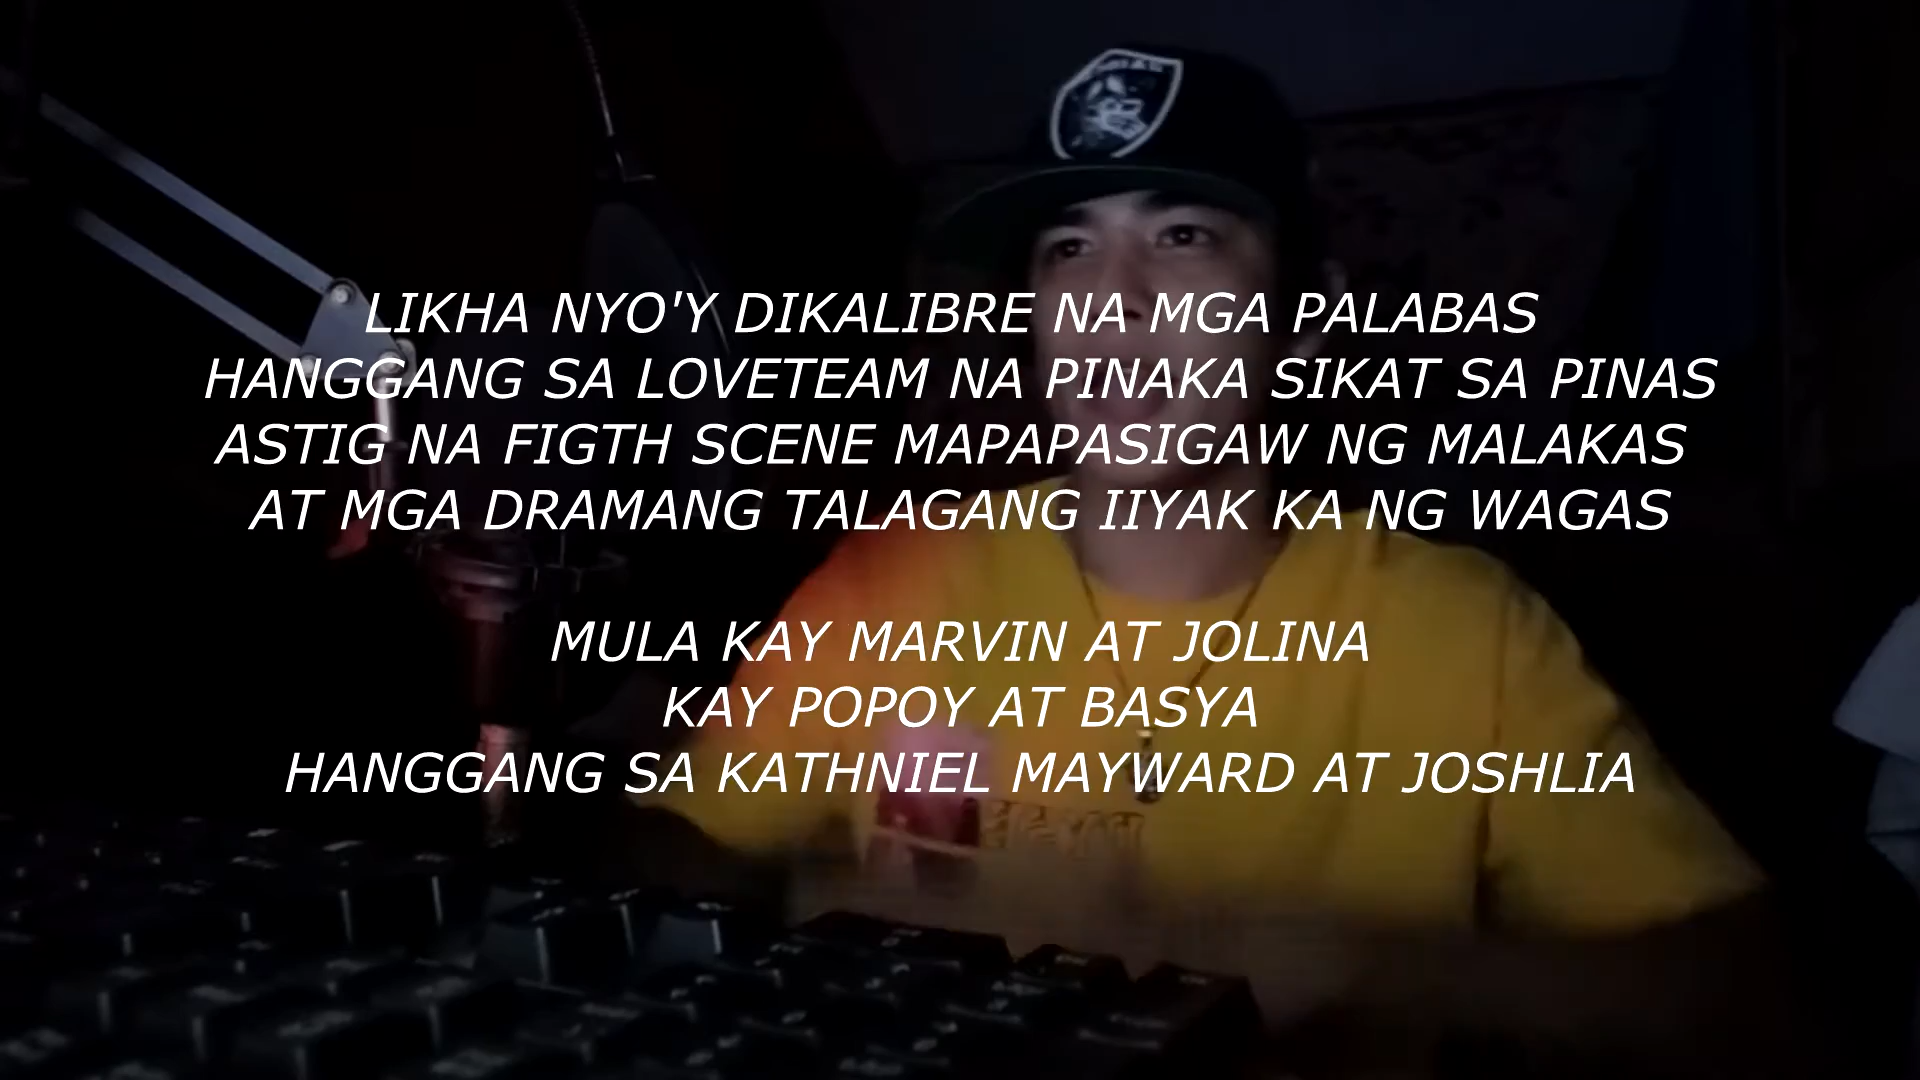 LIKHA NYO'Y DIKALIBRE NA MGA PALABAS
HANGGANG SA LOVETEAM NA PINAKA SIKAT SA PINAS
ASTIG NA FIGTH SCENE MAPAPASIGAW NG MALAKAS
AT MGA DRAMANG TALAGANG IIYAK KA NG WAGAS
MULA KAY MARVIN AT JOLINA
KAY POPOY AT BASYA
HANGGANG SA KATHNIEL MAYWARD AT JOSHLIA